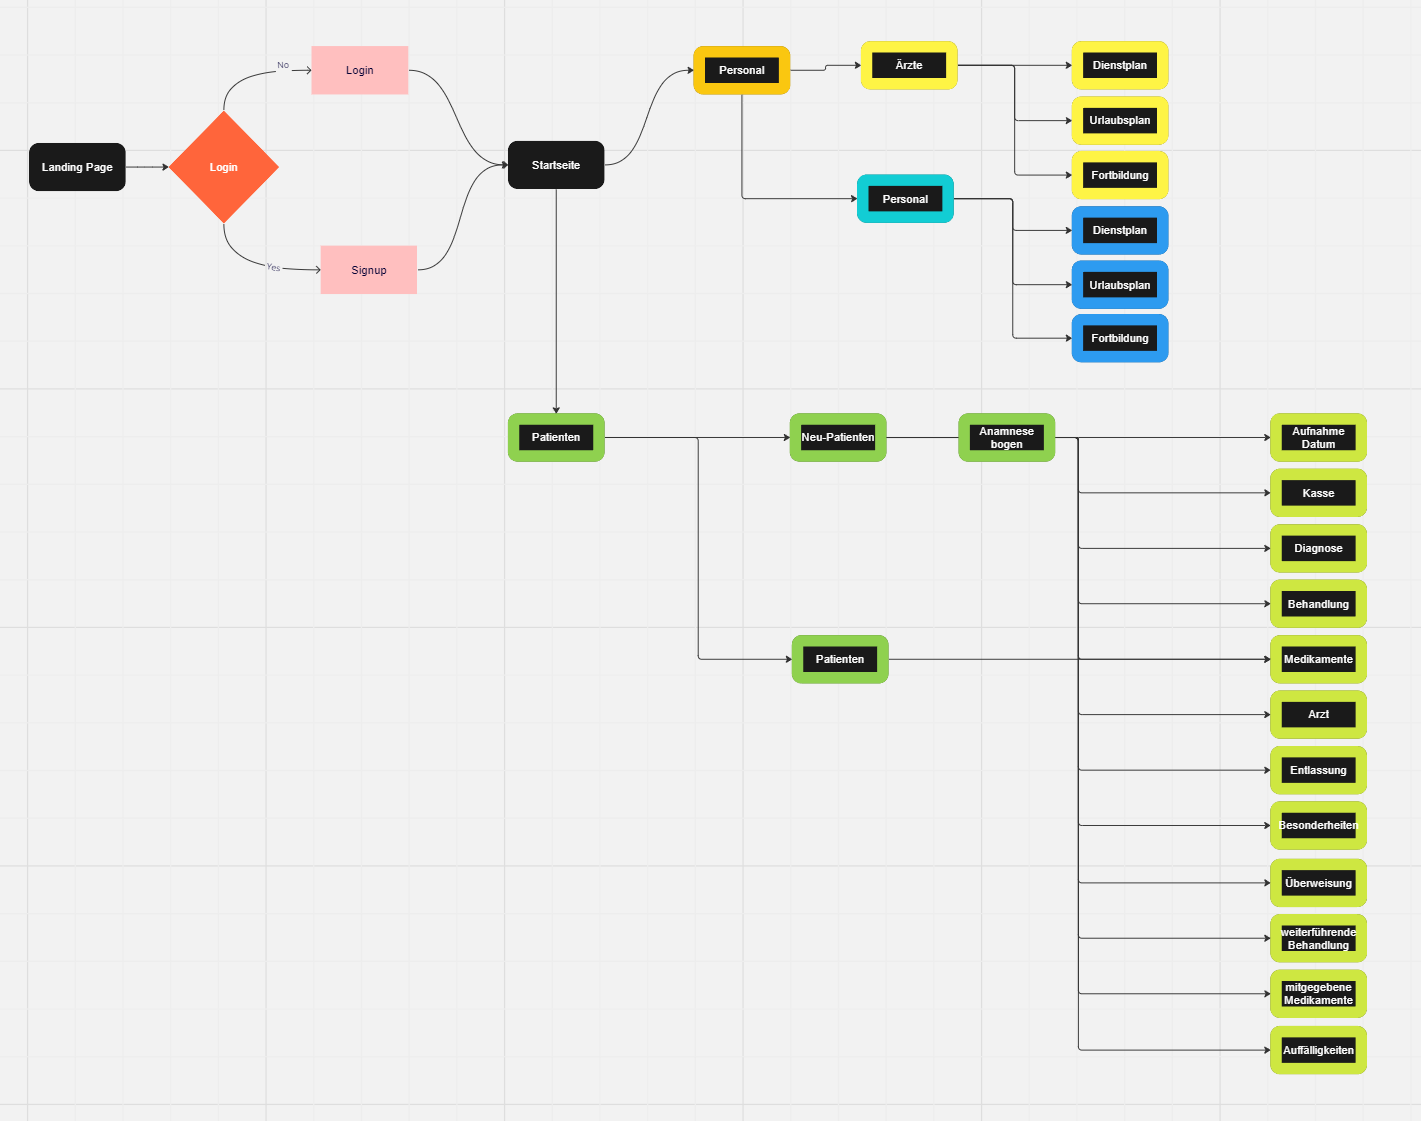 No
Login
Landing Page
Login
Yes
Signup
Startseite
Personal
Ärzte
Dienstplan
Urlaubsplan
Fortbildung
Personal
Dienstplan
Urlaubsplan
Fortbildung
Patienten
Neu-Patienten
Anamnese
bogen
Aufnahme
Datum
Kasse
Diagnose
Behandlung
Patienten
Medikamente
Arzt
Entlassung
Besonderheiten
Überweisung
weiterführende
Behandlung
mitgegebene
Medikamente
Auffälligkeiten